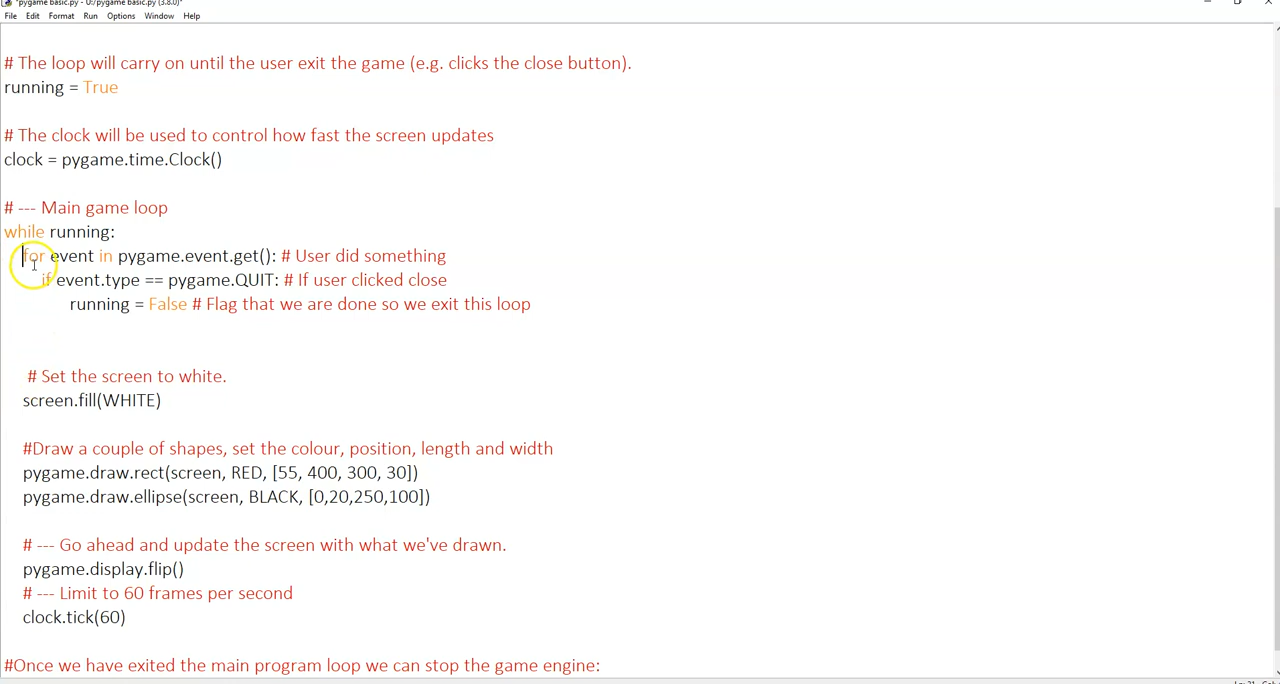 *pygame basic.py - U:/pygame basic.py (3.8.0)*
File Edit Format Run Options Window Help
# The loop will carry on until the user exit the game (e.g. clicks the close button).
running = True
# The clock will be used to control how fast the screen updates
clock = pygame.time.Clock()
# --- Main game loop
while running:
for event in pygame.event.get(): # User did something
if event.type == pygame.QUIT: # If user clicked close
running = False # Flag that we are done so we exit this loop
# Set the screen to white.
screen.fill(WHITE)
#Draw a couple of shapes, set the colour, position, length and width
pygame.draw.rect(screen, RED, [55, 400, 300, 30])
pygame.draw.ellipse(screen, BLACK, [0,20,250,100])
# --- Go ahead and update the screen with what we've drawn.
pygame.display.flip()
# --- Limit to 60 frames per second
clock.tick(60)
#Once we have exited the main program loop we can stop the game engine: